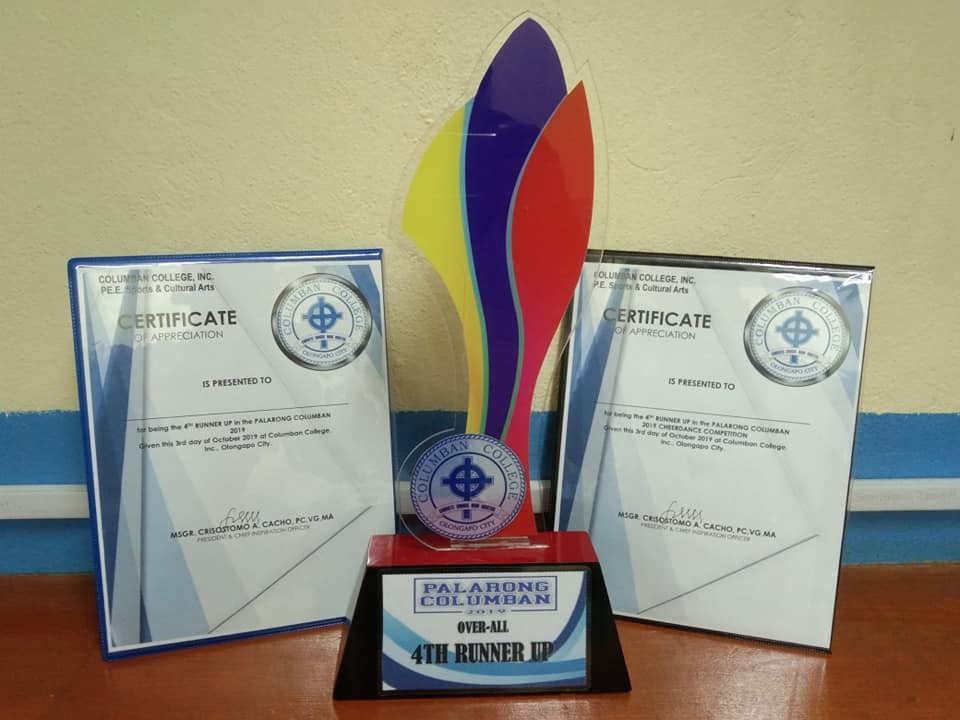 COLUMBAN COLLEGE, INC.
P.E. Sports & Cultural Arts
CERTIFICATE
OF APPRECIATION
COLUMBAN COLLEGE
OLONGAPO CITY
IS PRESENTED TO
for being the 4TH RUNNER UP in the PALARONG COLUMBAN
2019
Given this 3rd day of October 2019 at Columban College,
Inc., Olongapo City.
MSGR. CRISOSTOMO A. CACHO, PC.VG.MA
PRESIDENT & CHIEF INSPIRATION OFFICER
COLUMBAN COLLEGE
OLONGAPO CITY
PALARONG
COLUMBAN
2019
OVER-ALL
4TH RUNNER UP
COLUMBAN COLLEGE, INC.
P.E. Sports & Cultural Arts
CERTIFICATE
OF APPRECIATION
COLUMBAN COLLEGE
OLONGAPO CITY
IS PRESENTED TO
for being the 4TH RUNNER UP in the PALARONG COLUMBAN
2019 CHEERDANCE COMPETITION
Given this 3rd day of October 2019 at Columban College,
Inc., Olongapo City.
MSGR. CRISOSTOMO A. CACHO, PC.VG.MA
PRESIDENT & CHIEF INSPIRATION OFFICER